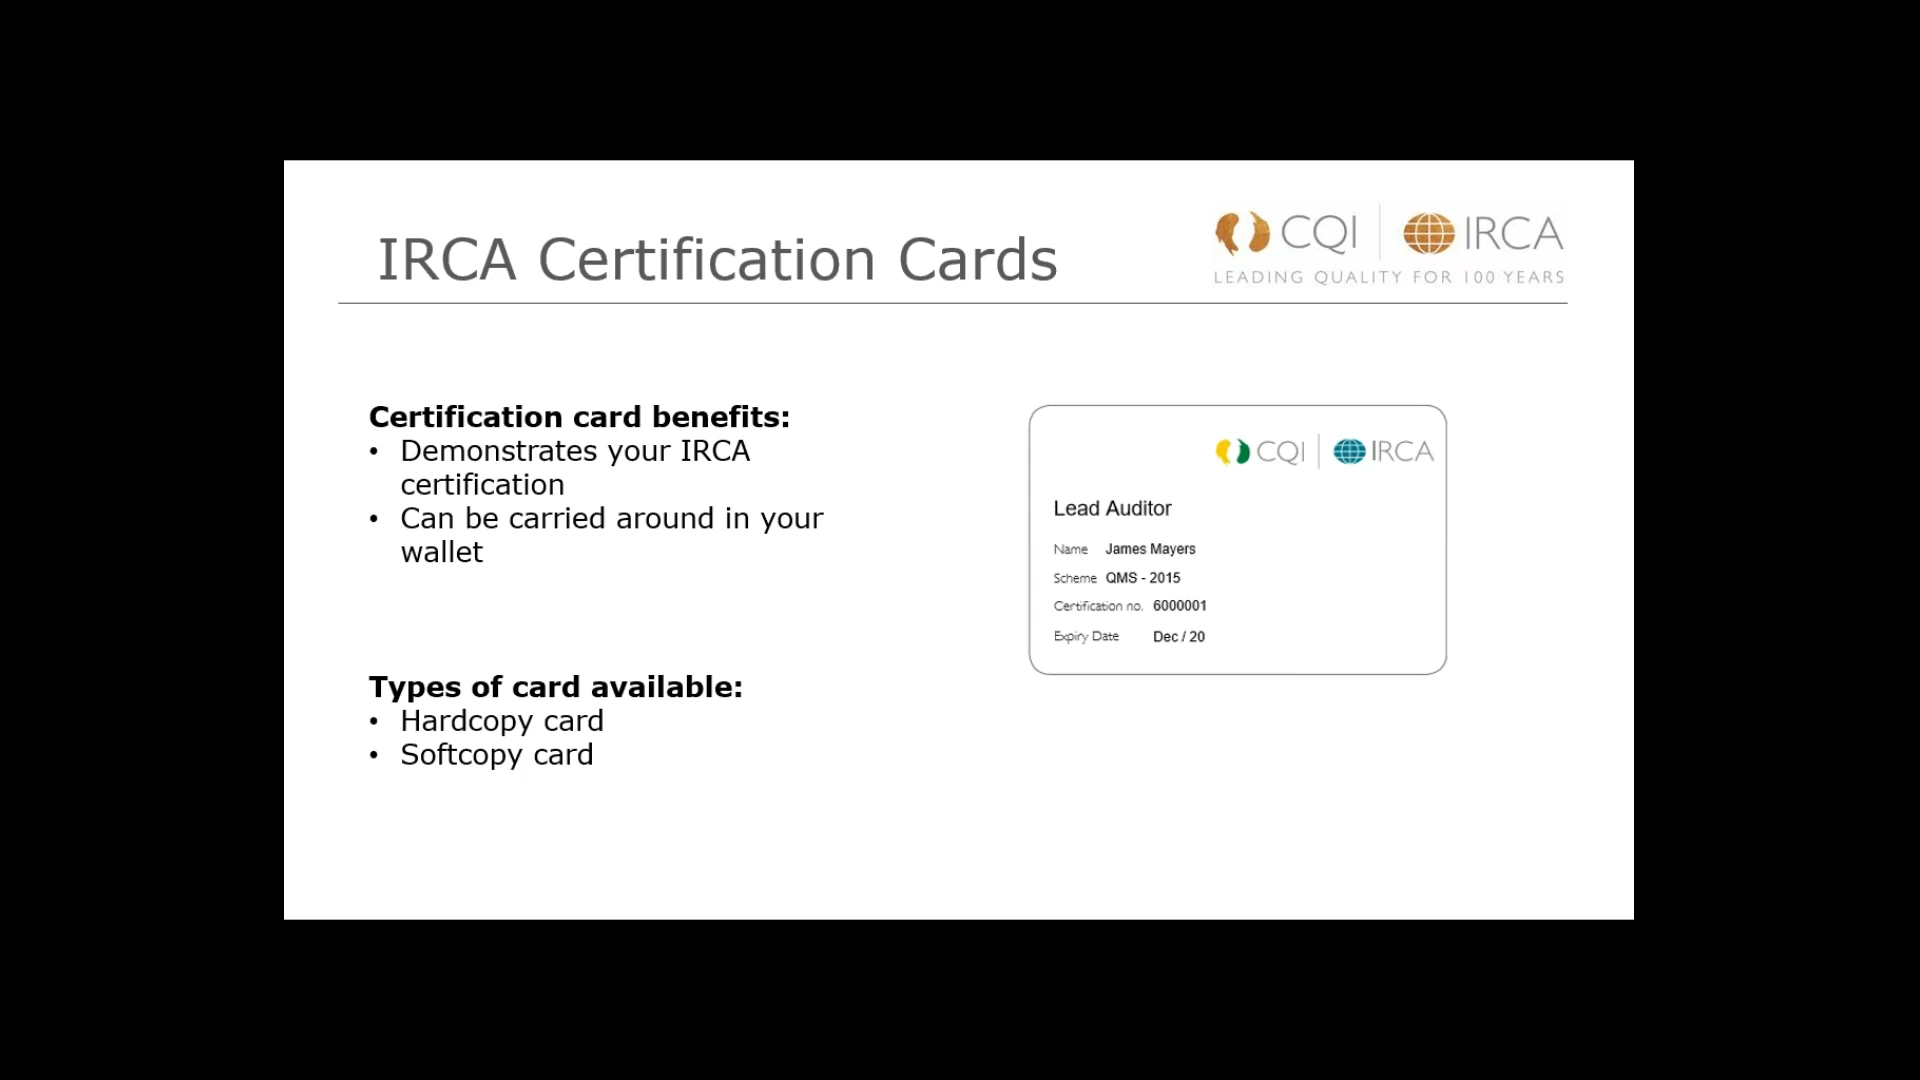 IRCA Certification Cards
CQI | IRCA
LEADING QUALITY FOR 100 YEARS
Certification card benefits:
• Demonstrates your IRCA
certification
• Can be carried around in your
wallet
Types of card available:
• Hardcopy card
• Softcopy card
CQI | IRCA
Lead Auditor
Name James Mayers
Scheme QMS - 2015
Certification no. 6000001
Expiry Date Dec / 20